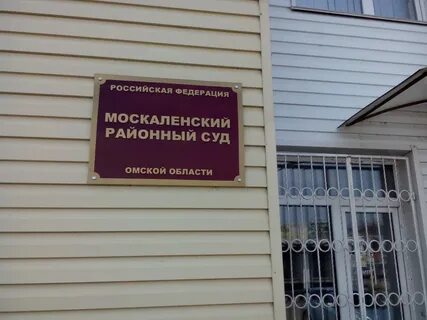 РОССИЙСКАЯ ФЕДЕРАЦИЯ
МОСКАЛЕНСКИЙ
РАЙОННЫЙ СУД
ОМСКОЙ ОБЛАСТИ